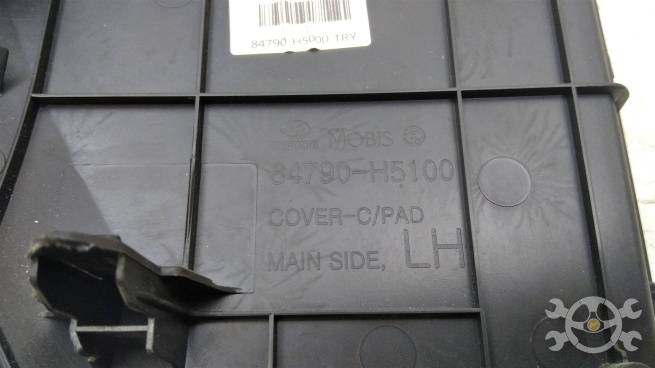 84790 H5000 TRY
MOBIS
84790-H5100
COVER-C/PAD
MAIN SIDE, LH